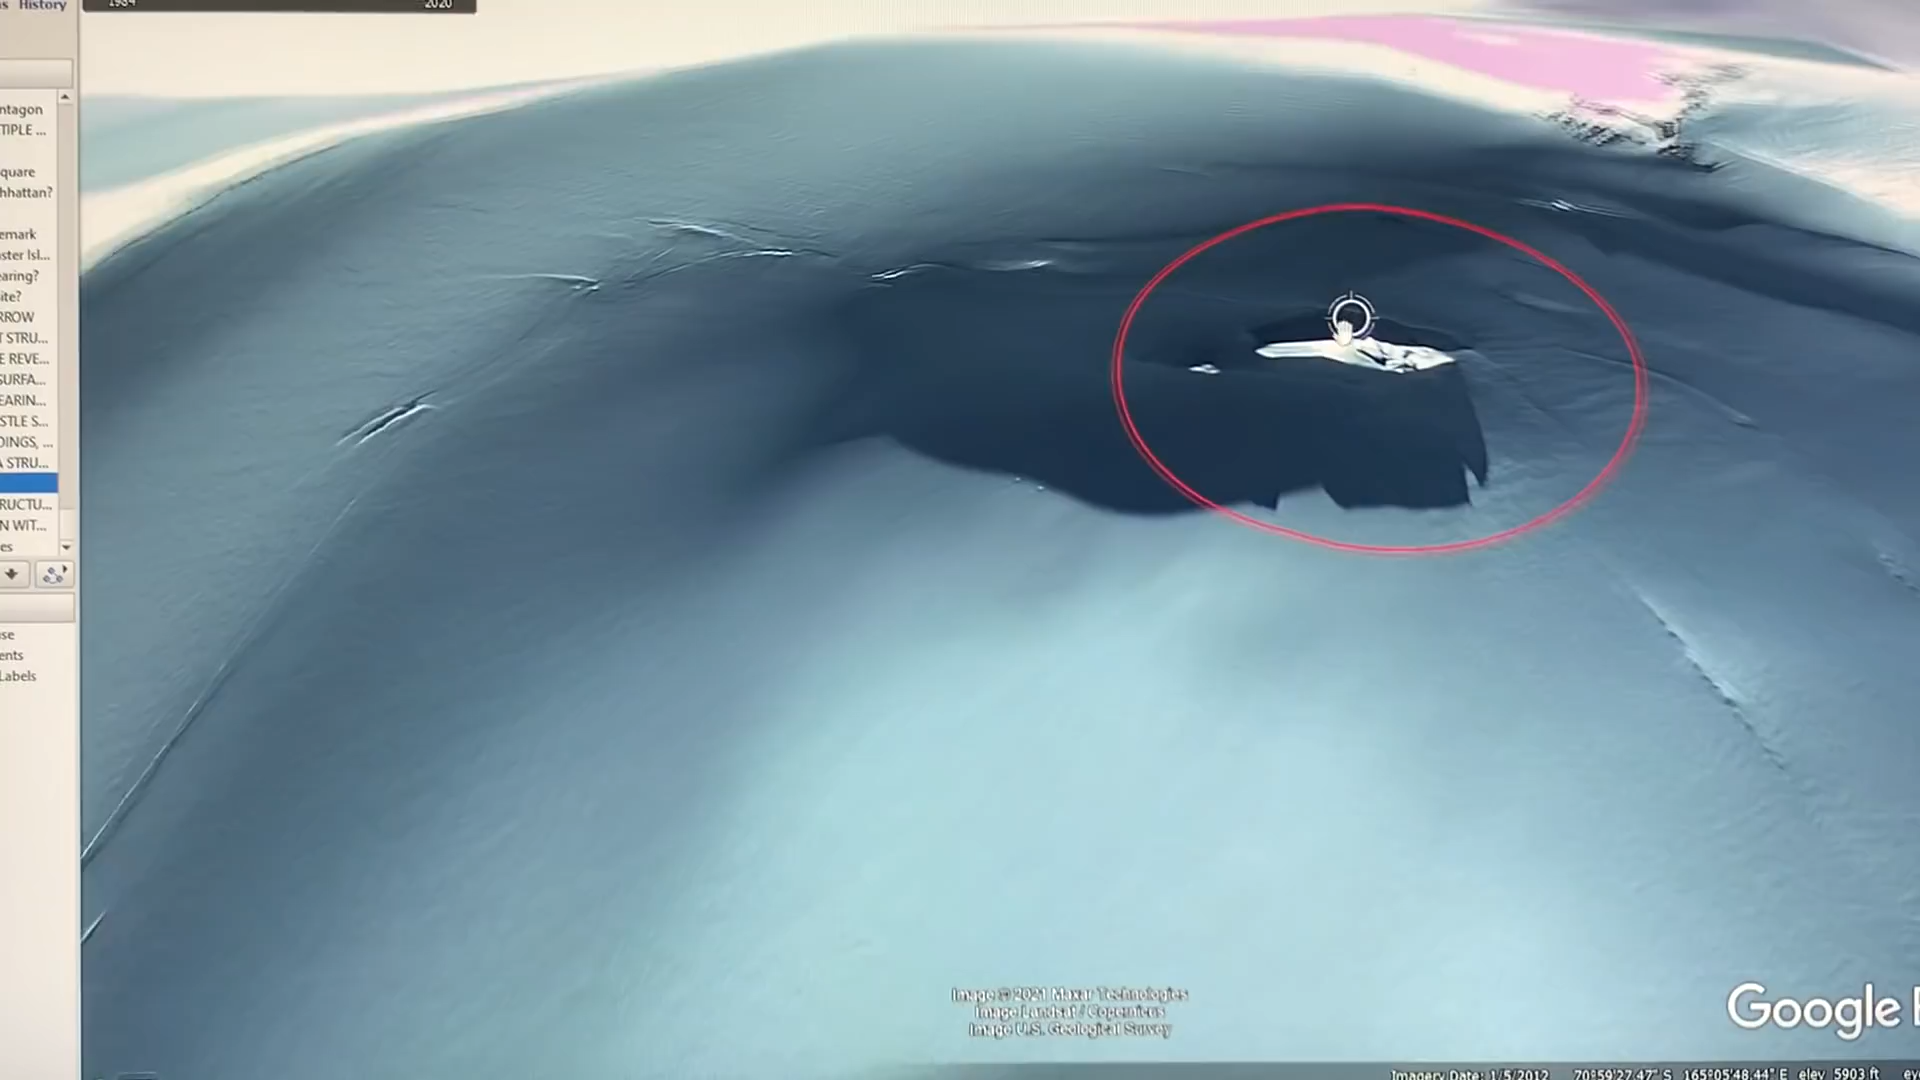 History
1984
2020
ntagon
TIPLE ...
quare
hhattan?
emark
ster Isl...
earing?
ite?
RROW
T STRU...
E REVE...
SURFA...
EARIN...
STLE S...
DINGS, ...
A STRU...
RUCTU...
N WIT...
es
se
ents
Labels
Image © 2021 Maxar Technologies
Image Landsat / Copernicus
Image U.S. Geological Survey
Google E
Imagery Date: 1/5/2012 70°59'27.47" S 165°05'48.44" E elev 5903 ft